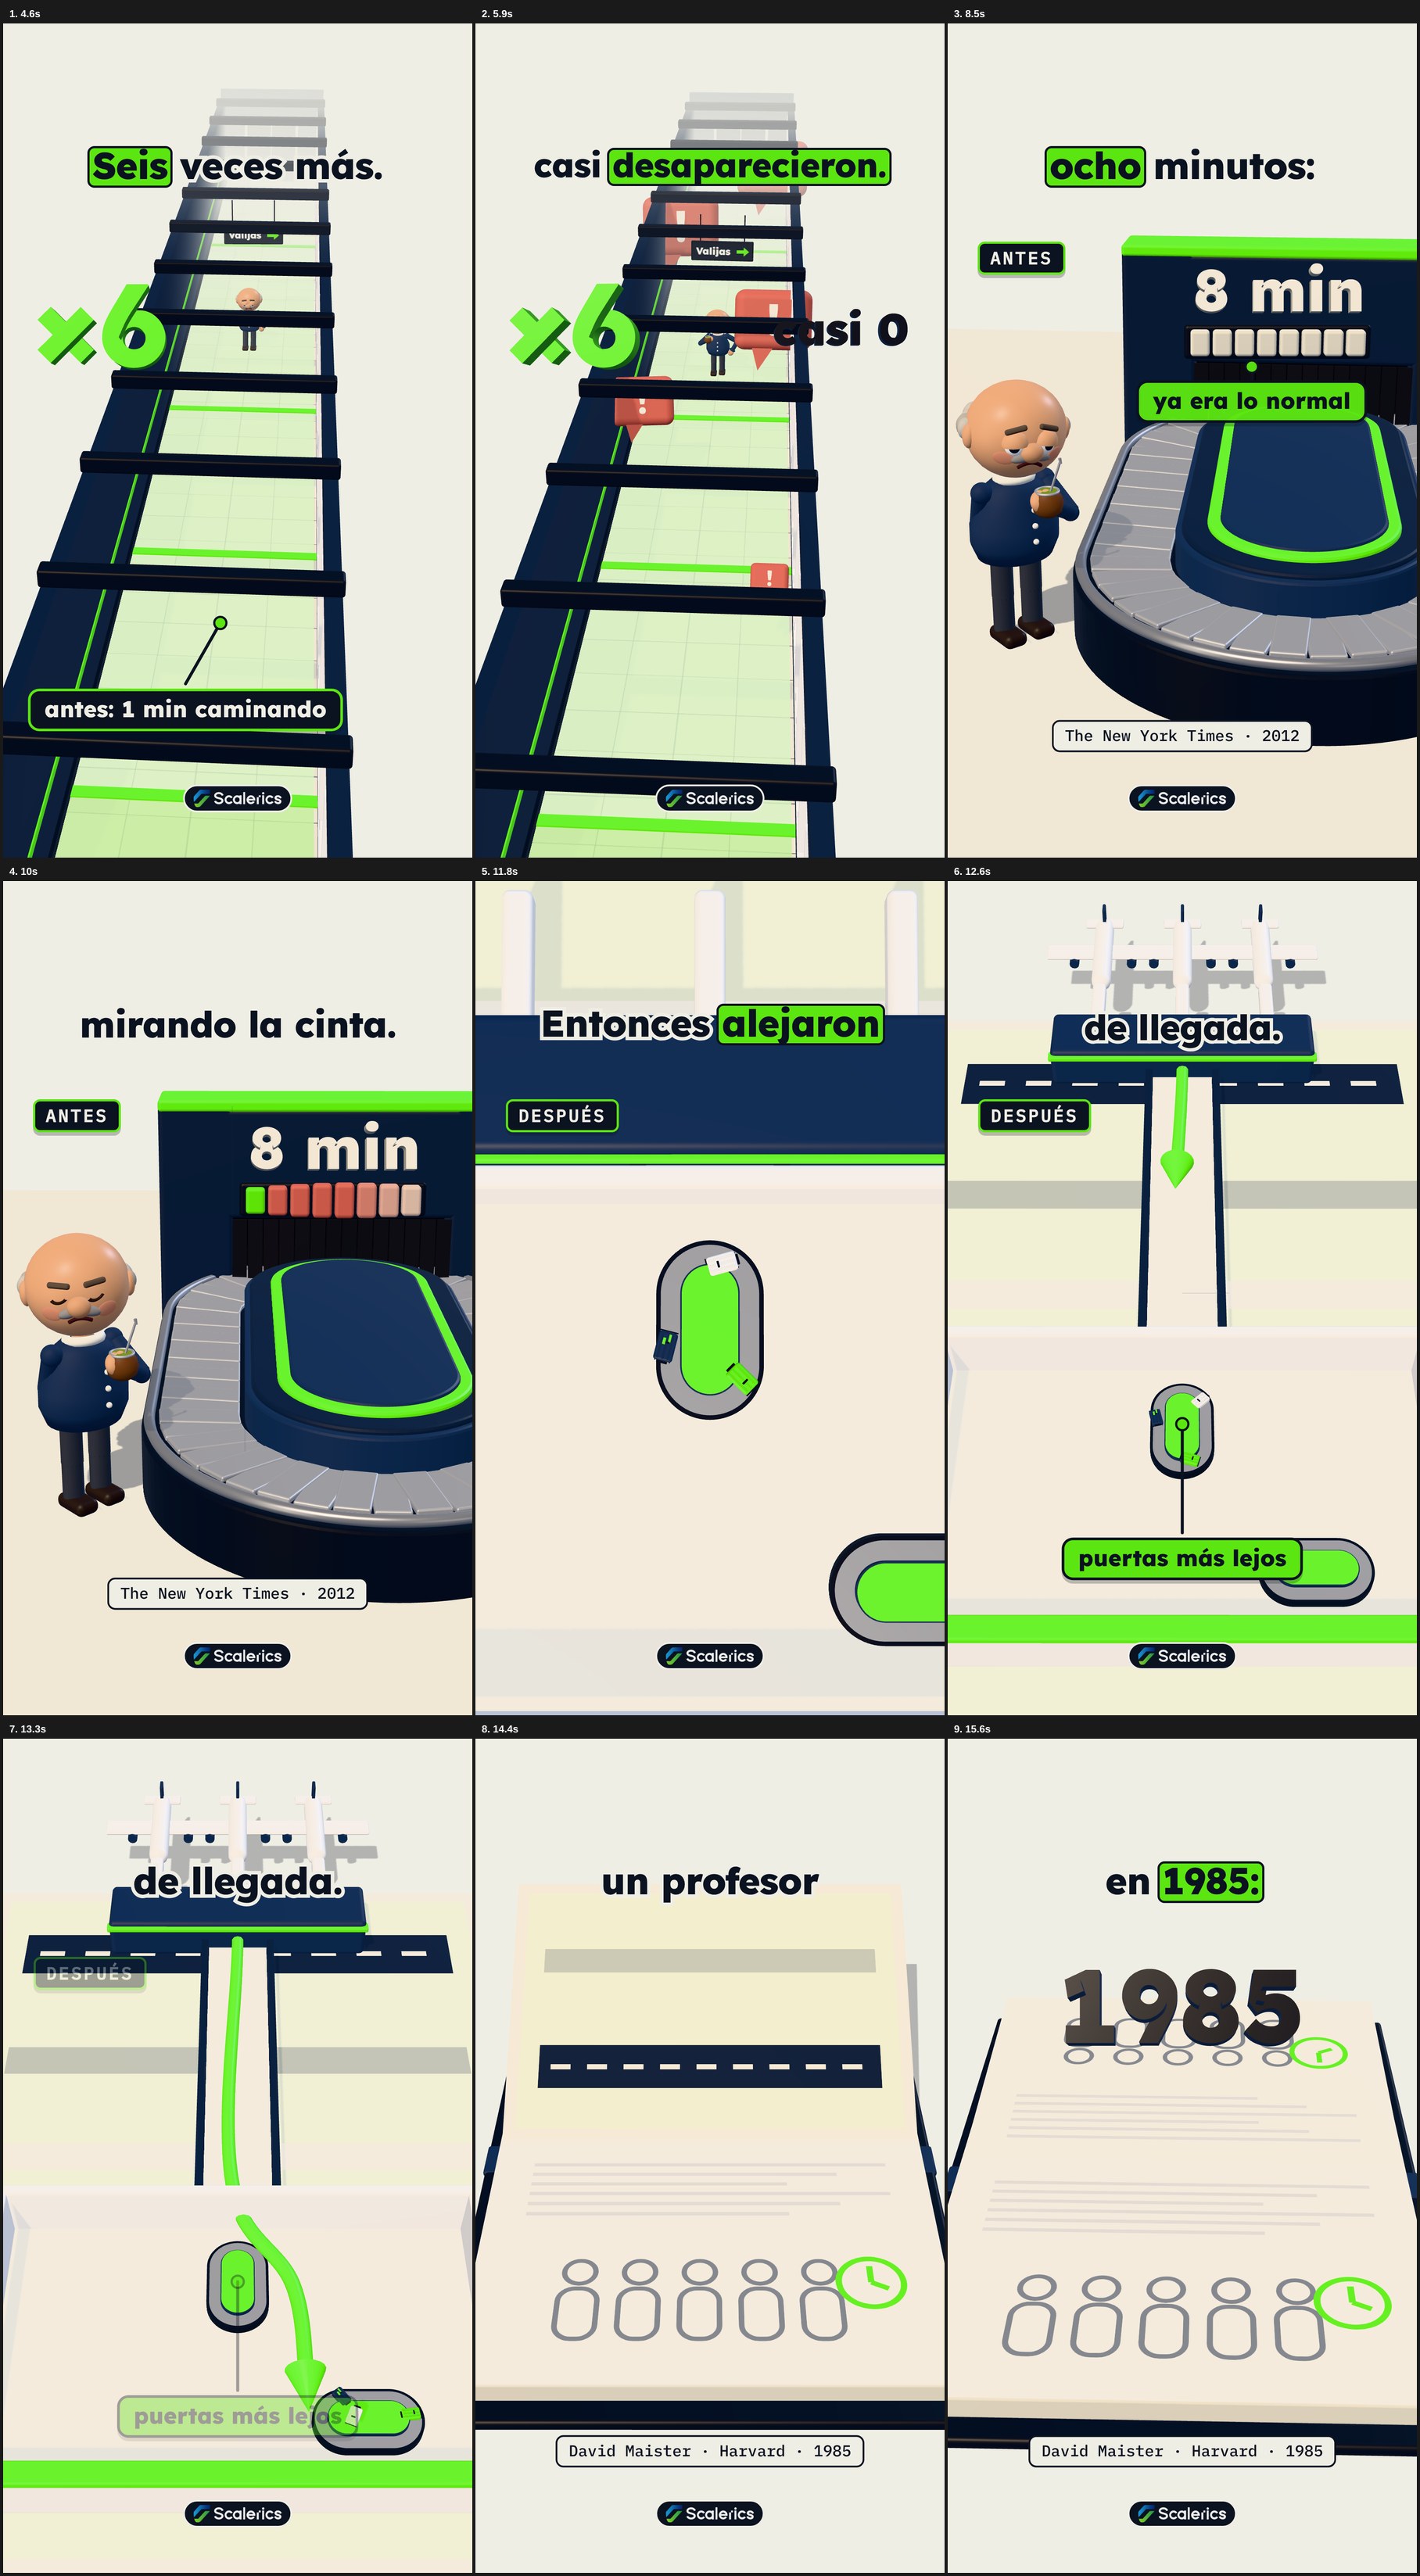 1. 4.6s
Seis veces más.
Valijas →
x6
antes: 1 min caminando
Scalerics
2. 5.9s
casi desaparecieron.
!
Valijas →
x6
casi 0
!
!
!
Scalerics
3. 8.5s
ocho minutos:
ANTES
8 min
ya era lo normal
The New York Times · 2012
Scalerics
4. 10s
mirando la cinta.
ANTES
8 min
The New York Times · 2012
Scalerics
5. 11.8s
Entonces alejaron
DESPUÉS
Scalerics
6. 12.6s
de llegada.
DESPUÉS
puertas más lejos
Scalerics
7. 13.3s
de llegada.
DESPUÉS
puertas más lejos
Scalerics
8. 14.4s
un profesor
David Maister · Harvard · 1985
Scalerics
9. 15.6s
en 1985:
1985
David Maister · Harvard · 1985
Scalerics